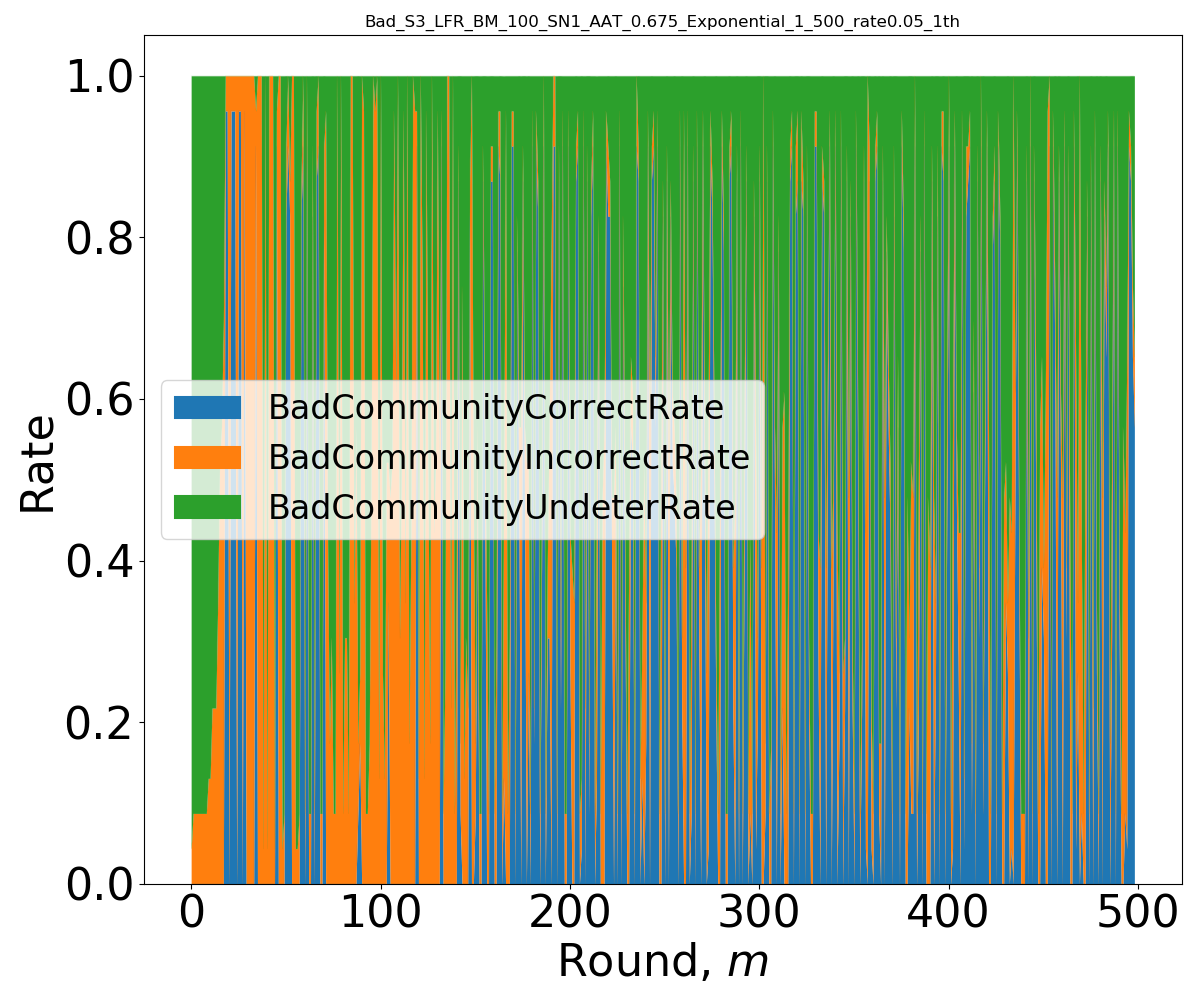 Bad_S3_LFR_BM_100_SN1_AAT_0.675_Exponential_1_500_rate0.05_1th
1.0
0.8
0.6
0.4
0.2
0.0
Rate
BadCommunityCorrectRate
BadCommunityIncorrectRate
BadCommunityUndeterRate
0 100 200 300 400 500
Round, m